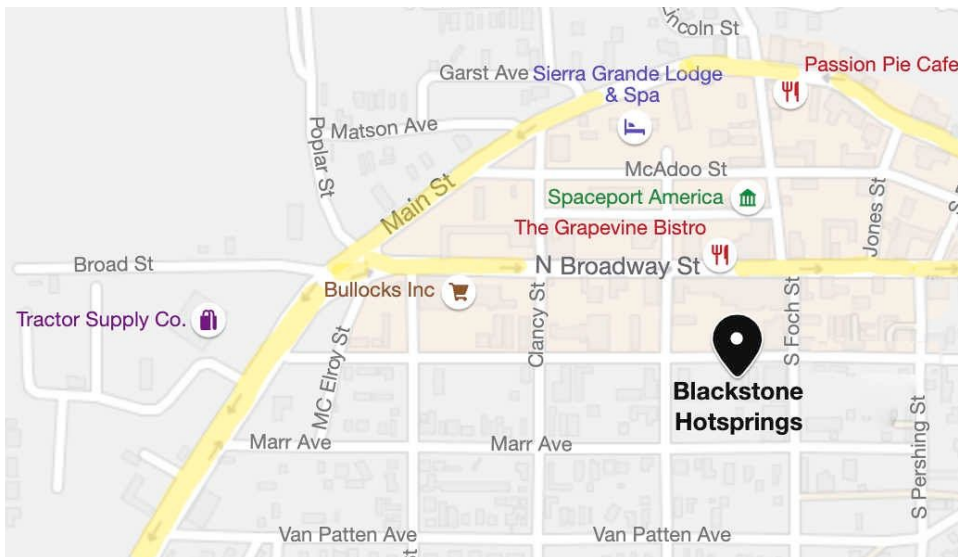 Lincoln St
Passion Pie Cafe
Garst Ave
Sierra Grande Lodge
& Spa
Poplar St
Matson Ave
Main St
McAdoo St
Spaceport America
Jones St
The Grapevine Bistro
Broad St
N Broadway St
Bullocks Inc
Tractor Supply Co.
MC Elroy St
Clancy St
S Foch St
Blackstone
Hotsprings
Marr Ave
Marr Ave
S Pershing St
Van Patten Ave
Van Patten Ave